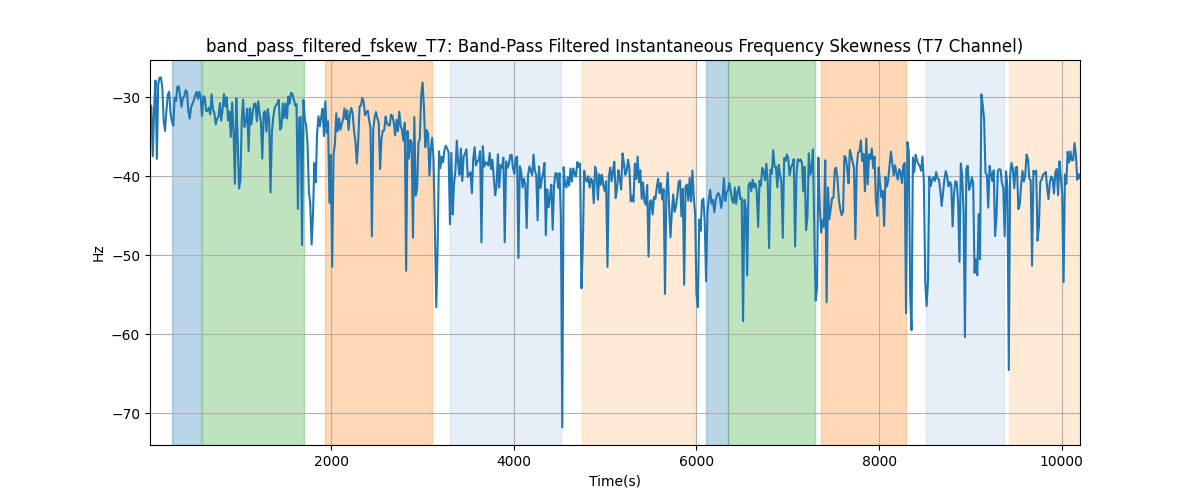 band_pass_filtered_fskew_T7: Band-Pass Filtered Instantaneous Frequency Skewness (T7 Channel)
−30
−40
−50
−60
−70
Hz
2000 4000 6000 8000 10000
Time(s)